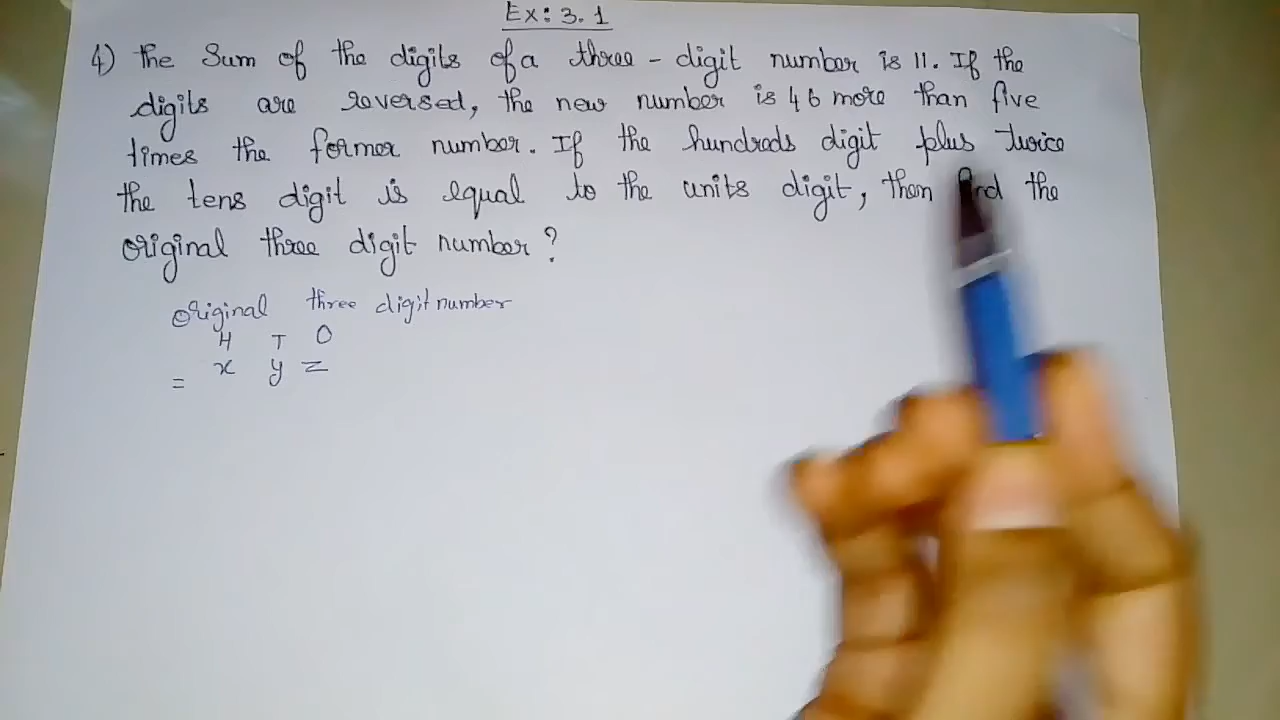 Ex: 3.1
4) The Sum of the digits of a three - digit number is 11. If the
digits are reversed, the new number is 46 more than five
times the former number. If the hundreds digit plus twice
the tens digit is equal to the units digit, then the
original three digit number ?
original three digit number
H T O
= x y z